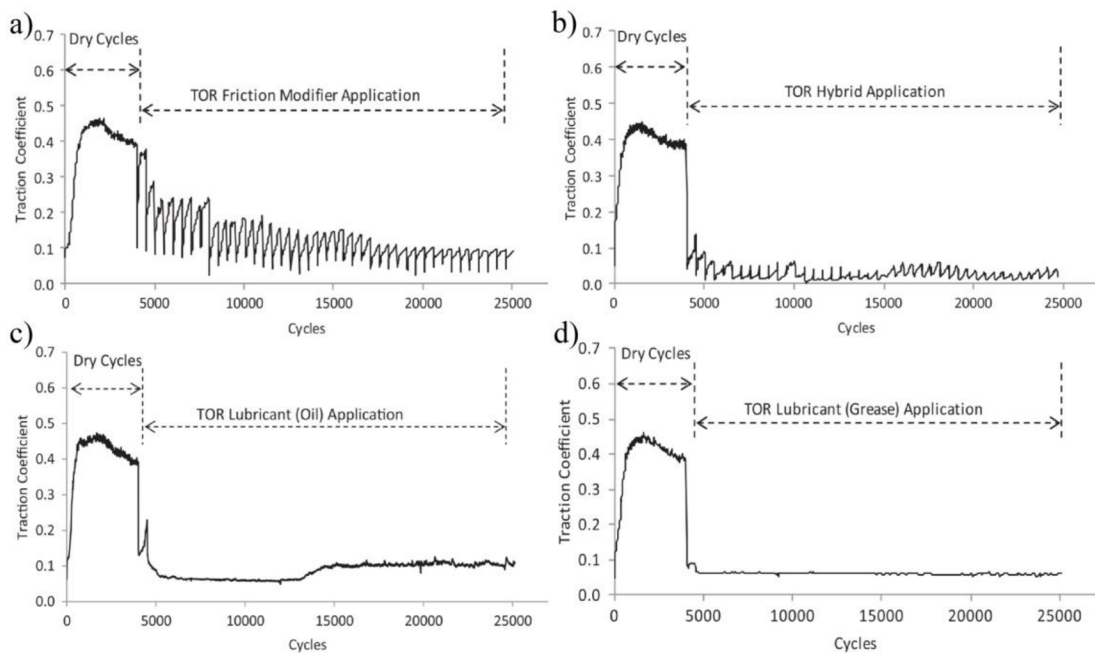 a)
Dry Cycles
TOR Friction Modifier Application
Traction Coefficient
0.7
0.6
0.5
0.4
0.3
0.2
0.1
0.0
0 5000 10000 15000 20000 25000
Cycles
b)
Dry Cycles
TOR Hybrid Application
Traction Coefficient
0.7
0.6
0.5
0.4
0.3
0.2
0.1
0.0
0 5000 10000 15000 20000 25000
Cycles
c)
Dry Cycles
TOR Lubricant (Oil) Application
Traction Coefficient
0.7
0.6
0.5
0.4
0.3
0.2
0.1
0.0
0 5000 10000 15000 20000 25000
Cycles
d)
Dry Cycles
TOR Lubricant (Grease) Application
Traction Coefficient
0.7
0.6
0.5
0.4
0.3
0.2
0.1
0.0
0 5000 10000 15000 20000 25000
Cycles